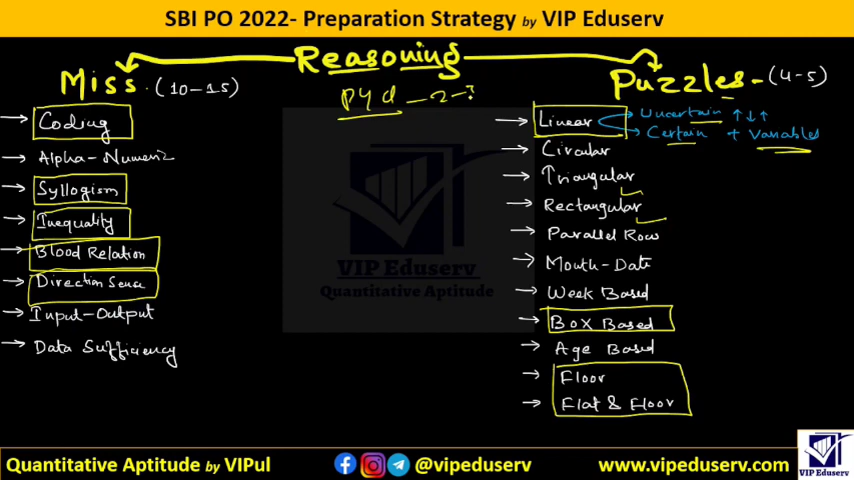 SBI PO 2022- Preparation Strategy by VIP Eduserv
Reasoning
Miss. (10-15)
PYQ - 2-3
Coding
Alpha-Numeric
Syllogism
Inequality
Blood Relation
Direction Sense
Input-Output
Data Sufficiency
Puzzles - (4-5)
Linear
Uncertain ↑↓↓
Certain + Variables
Circular
Triangular
Rectangular
Parallel Row
Month-Date
Week Based
Box Based
Age Based
Floor
Flat & Floor
VIP Eduserv
Quantitative Aptitude
Quantitative Aptitude by VIPul
@vipeduserv
www.vipeduserv.com
VIP Eduserv